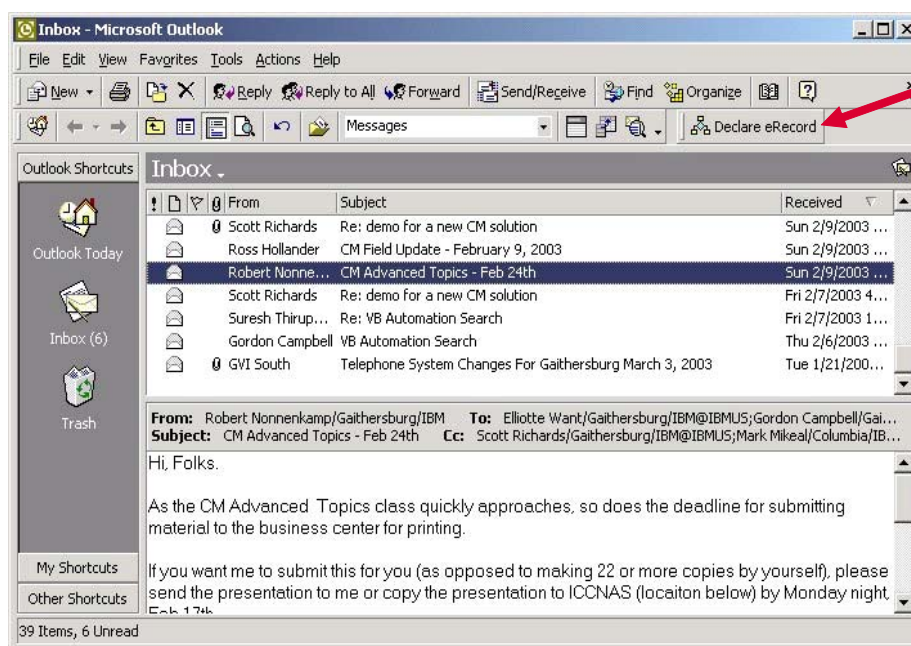 Inbox - Microsoft Outlook
File Edit View Favorites Tools Actions Help
New Reply Reply to All Forward Send/Receive Find Organize
Messages Declare eRecord
Outlook Shortcuts Inbox
! From Subject Received
Scott Richards Re: demo for a new CM solution Sun 2/9/2003 ...
Ross Hollander CM Field Update - February 9, 2003 Sun 2/9/2003 ...
Outlook Today
Robert Nonne... CM Advanced Topics - Feb 24th Sun 2/9/2003 ...
Scott Richards Re: demo for a new CM solution Fri 2/7/2003 4...
Suresh Thirup... Re: VB Automation Search Fri 2/7/2003 1...
Inbox (6)
Gordon Campbell VB Automation Search Thu 2/6/2003 ...
GVI South Telephone System Changes For Gaithersburg March 3, 2003 Tue 1/21/200...
Trash
From: Robert Nonnenkamp/Gaithersburg/IBM To: Elliotte Want/Gaithersburg/IBM@IBMUS;Gordon Campbell/Gai...
Subject: CM Advanced Topics - Feb 24th Cc: Scott Richards/Gaithersburg/IBM@IBMUS;Mark Mikeal/Columbia/IB...
Hi, Folks.
As the CM Advanced Topics class quickly approaches, so does the deadline for submitting
material to the business center for printing.
My Shortcuts
If you want me to submit this for you (as opposed to making 22 or more copies by yourself), please
Other Shortcuts
send the presentation to me or copy the presentation to ICCNAS (locaiton below) by Monday night,
Feb 17th
39 Items, 6 Unread